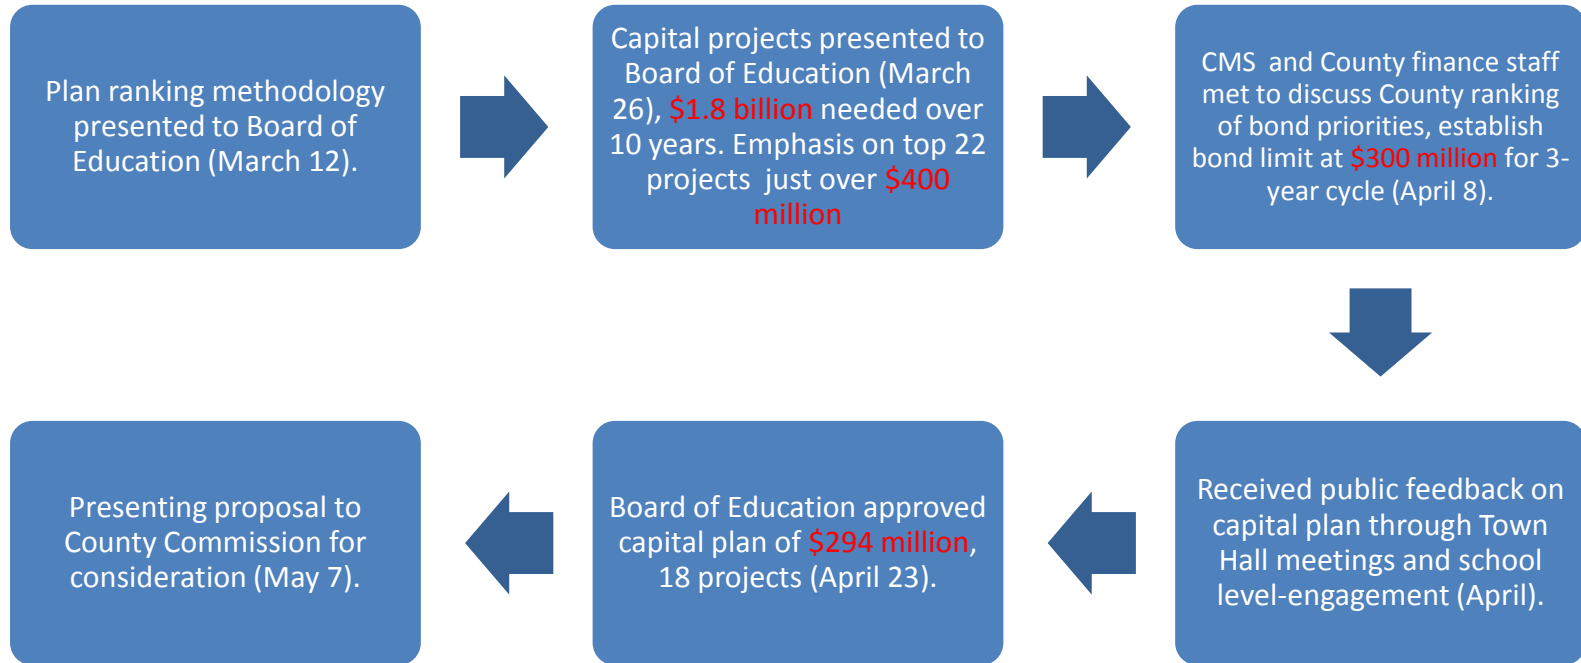 Plan ranking methodology
presented to Board of
Education (March 12).
Capital projects presented to
Board of Education (March
26), $1.8 billion needed over
10 years. Emphasis on top 22
projects just over $400
million
CMS and County finance staff
met to discuss County ranking
of bond priorities, establish
bond limit at $300 million for 3-
year cycle (April 8).
Received public feedback on
capital plan through Town
Hall meetings and school
level-engagement (April).
Board of Education approved
capital plan of $294 million,
18 projects (April 23).
Presenting proposal to
County Commission for
consideration (May 7).